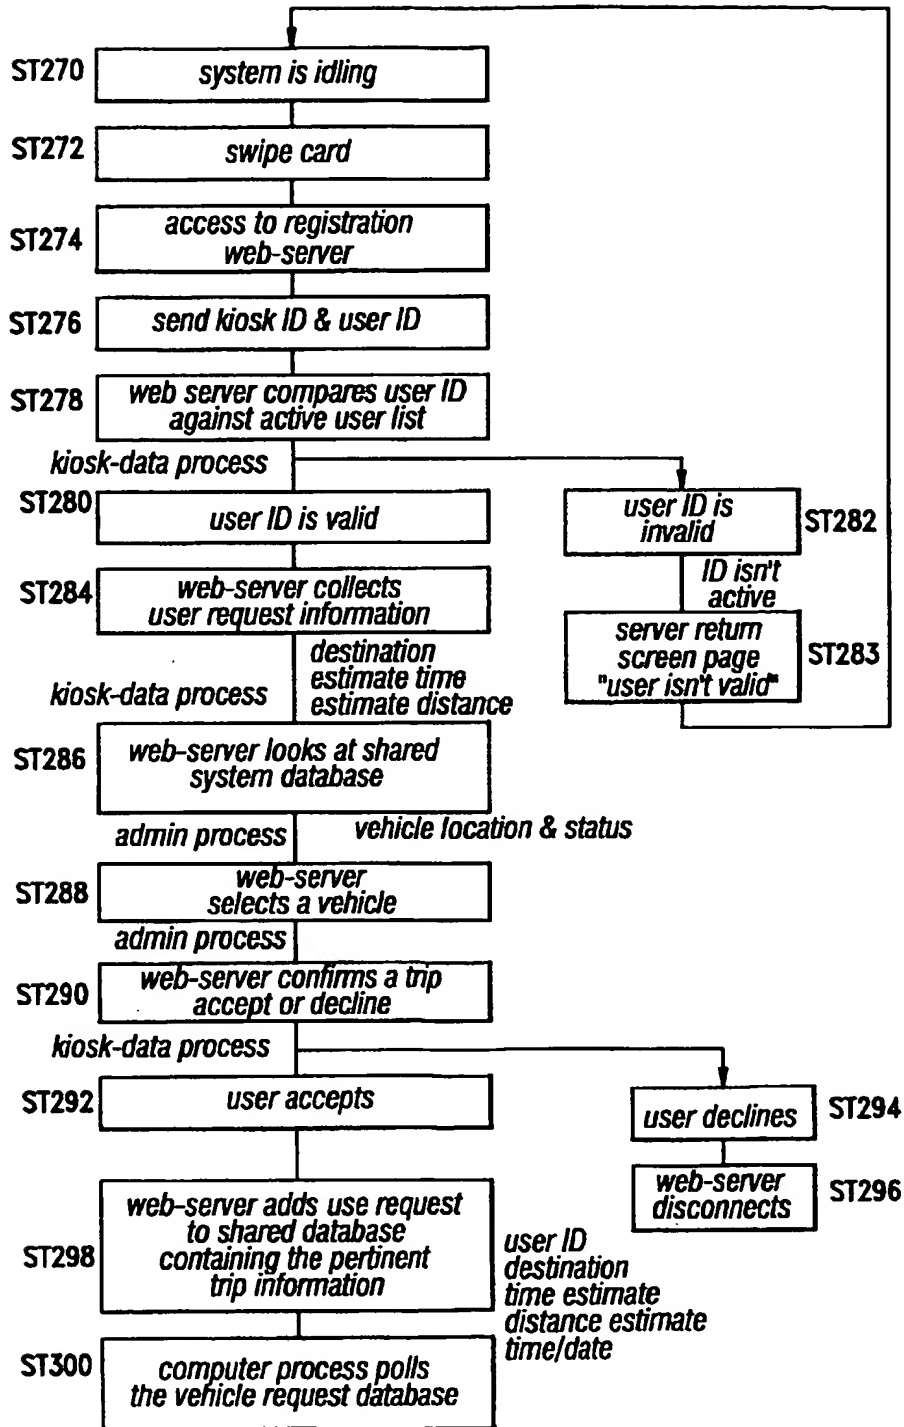 ST270
system is idling
ST272
swipe card
ST274
access to registration
web-server
ST276
send kiosk ID & user ID
ST278
web server compares user ID
against active user list
kiosk-data process
ST280
user ID is valid
user ID is
invalid
ST282
ID isn't
active
ST284
web-server collects
user request information
server return
screen page
"user isn't valid"
ST283
destination
estimate time
estimate distance
kiosk-data process
ST286
web-server looks at shared
system database
admin process
vehicle location & status
ST288
web-server
selects a vehicle
admin process
ST290
web-server confirms a trip
accept or decline
kiosk-data process
ST292
user accepts
user declines
ST294
web-server
disconnects
ST296
ST298
web-server adds use request
to shared database
containing the pertinent
trip information
user ID
destination
time estimate
distance estimate
time/date
ST300
computer process polls
the vehicle request database